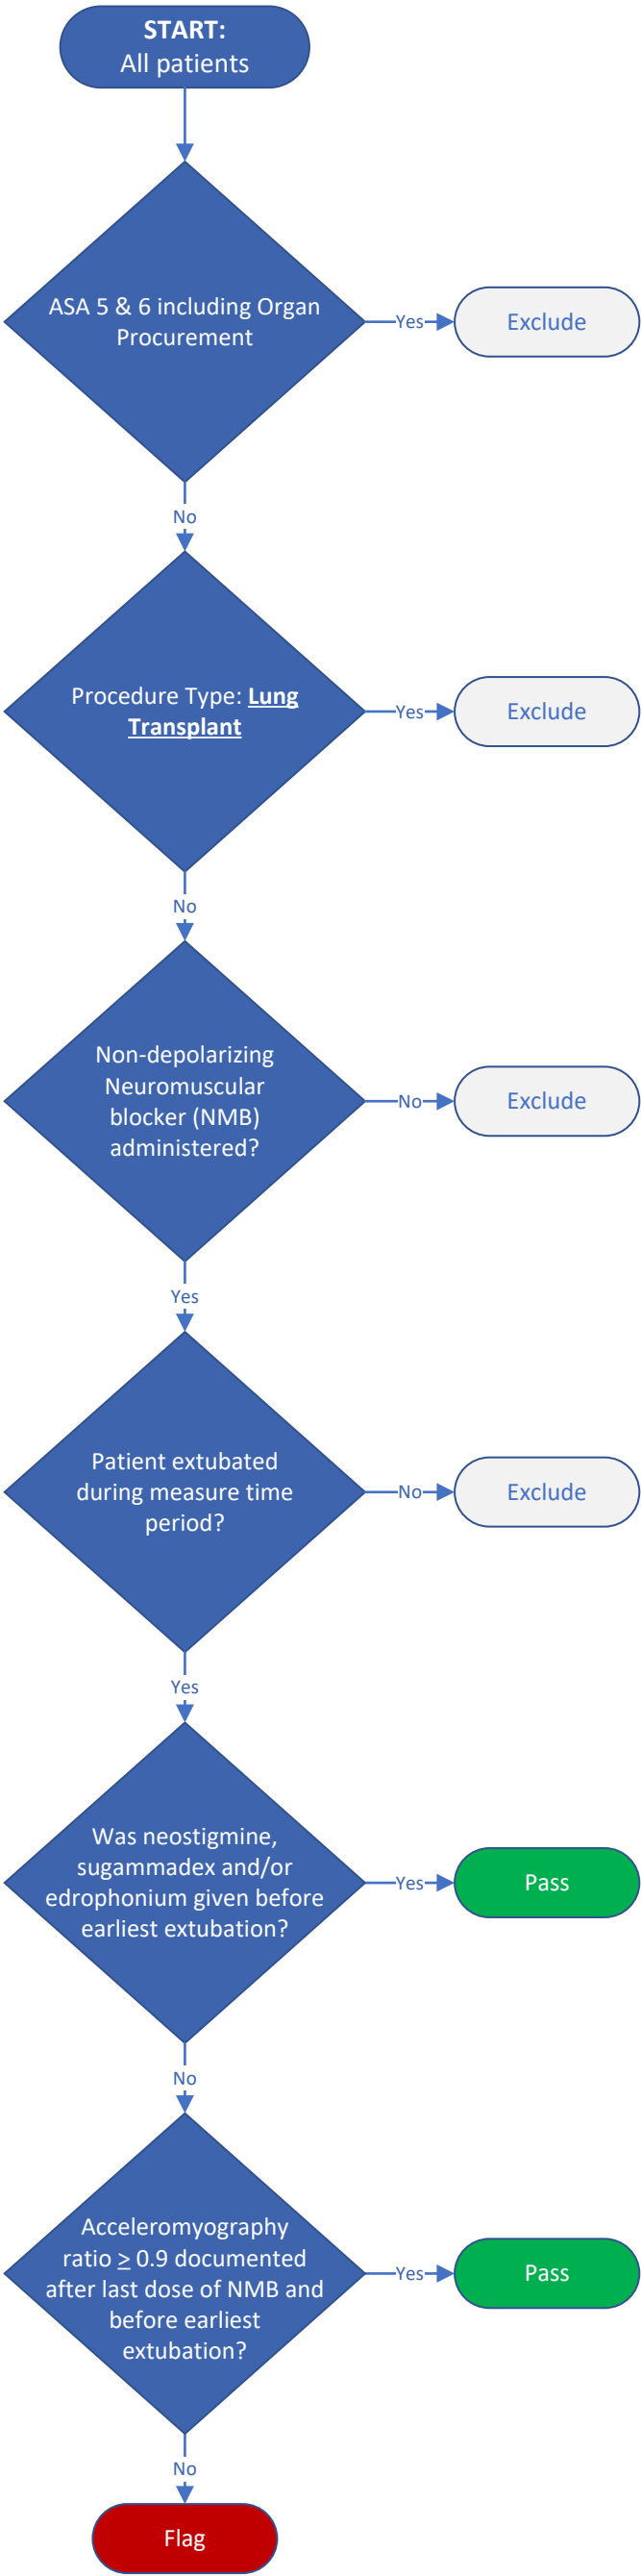 START:
All patients
ASA 5 & 6 including Organ
Procurement
Yes
Exclude
No
Procedure Type: Lung
Transplant
Yes
Exclude
No
Non-depolarizing
Neuromuscular
blocker (NMB)
administered?
No
Exclude
Yes
Patient extubated
during measure time
period?
No
Exclude
Yes
Was neostigmine,
sugammadex and/or
edrophonium given before
earliest extubation?
Yes
Pass
No
Acceleromyography
ratio ≥ 0.9 documented
after last dose of NMB and
before earliest
extubation?
Yes
Pass
No
Flag